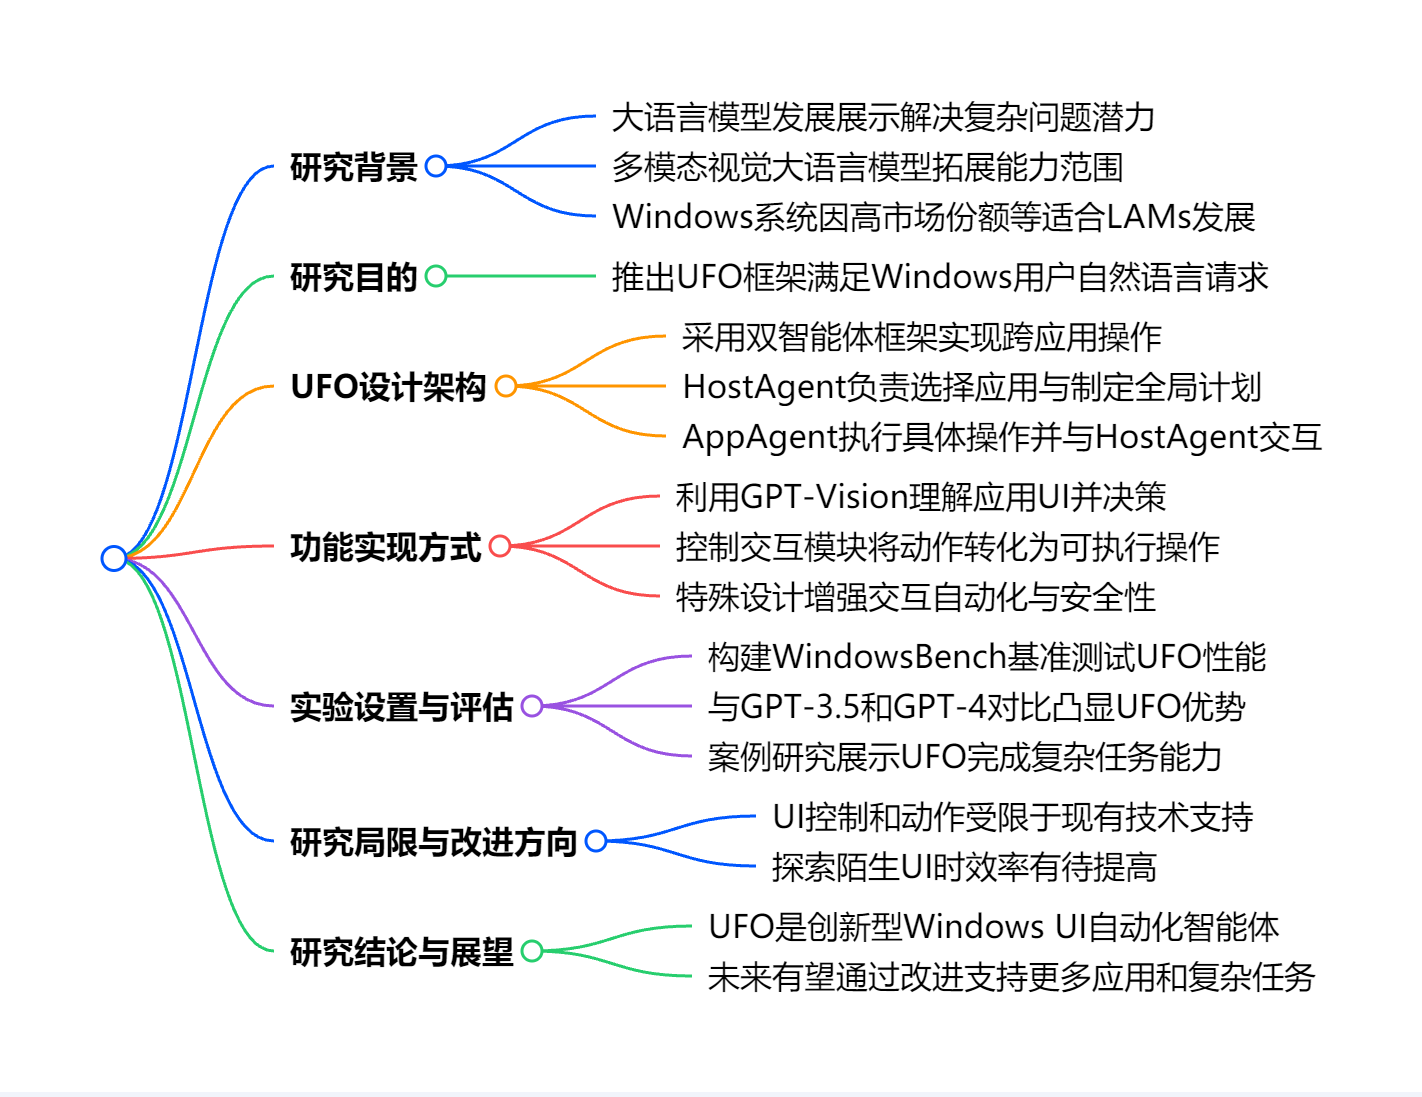 研究背景
大语言模型发展展示解决复杂问题潜力
多模态视觉大语言模型拓展能力范围
Windows系统因高市场份额等适合LAMs发展
研究目的
推出UFO框架满足Windows用户自然语言请求
UFO设计架构
采用双智能体框架实现跨应用操作
HostAgent负责选择应用与制定全局计划
AppAgent执行具体操作并与HostAgent交互
功能实现方式
利用GPT-Vision理解应用UI并决策
控制交互模块将动作转化为可执行操作
特殊设计增强交互自动化与安全性
实验设置与评估
构建WindowsBench基准测试UFO性能
与GPT-3.5和GPT-4对比凸显UFO优势
案例研究展示UFO完成复杂任务能力
研究局限与改进方向
UI控制和动作受限于现有技术支持
探索陌生UI时效率有待提高
研究结论与展望
UFO是创新型Windows UI自动化智能体
未来有望通过改进支持更多应用和复杂任务